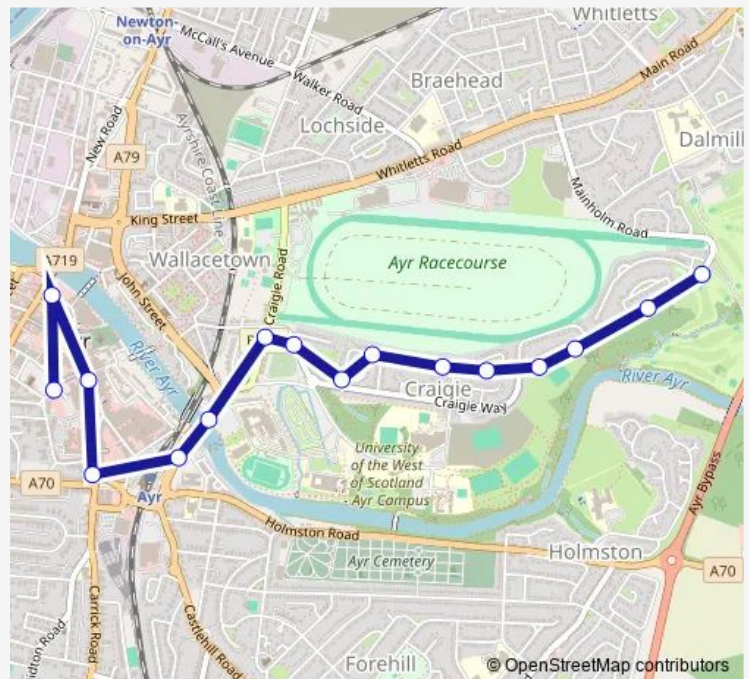 Newton-
on-Ayr
McCall's Avenue
Whitletts
Walker Road
Braehead
Main Road
New Road
Lochside
Dalmill
A79
Ayrshire Coast Line
Whitletts Road
King Street
Mainholm Road
Wallacetown
Craigie Road
Ayr Racecourse
A719
John Street
River Ayr
River Ayr
Craigie
Craigie Way
University
of the West
of Scotland
- Ayr Campus
A70
Ayr
Ayr Bypass
Holmston Road
Holmston
Ayr Cemetery
A70
Carrick Road
Castlehill Road
Forehill
© OpenStreetMap contributors